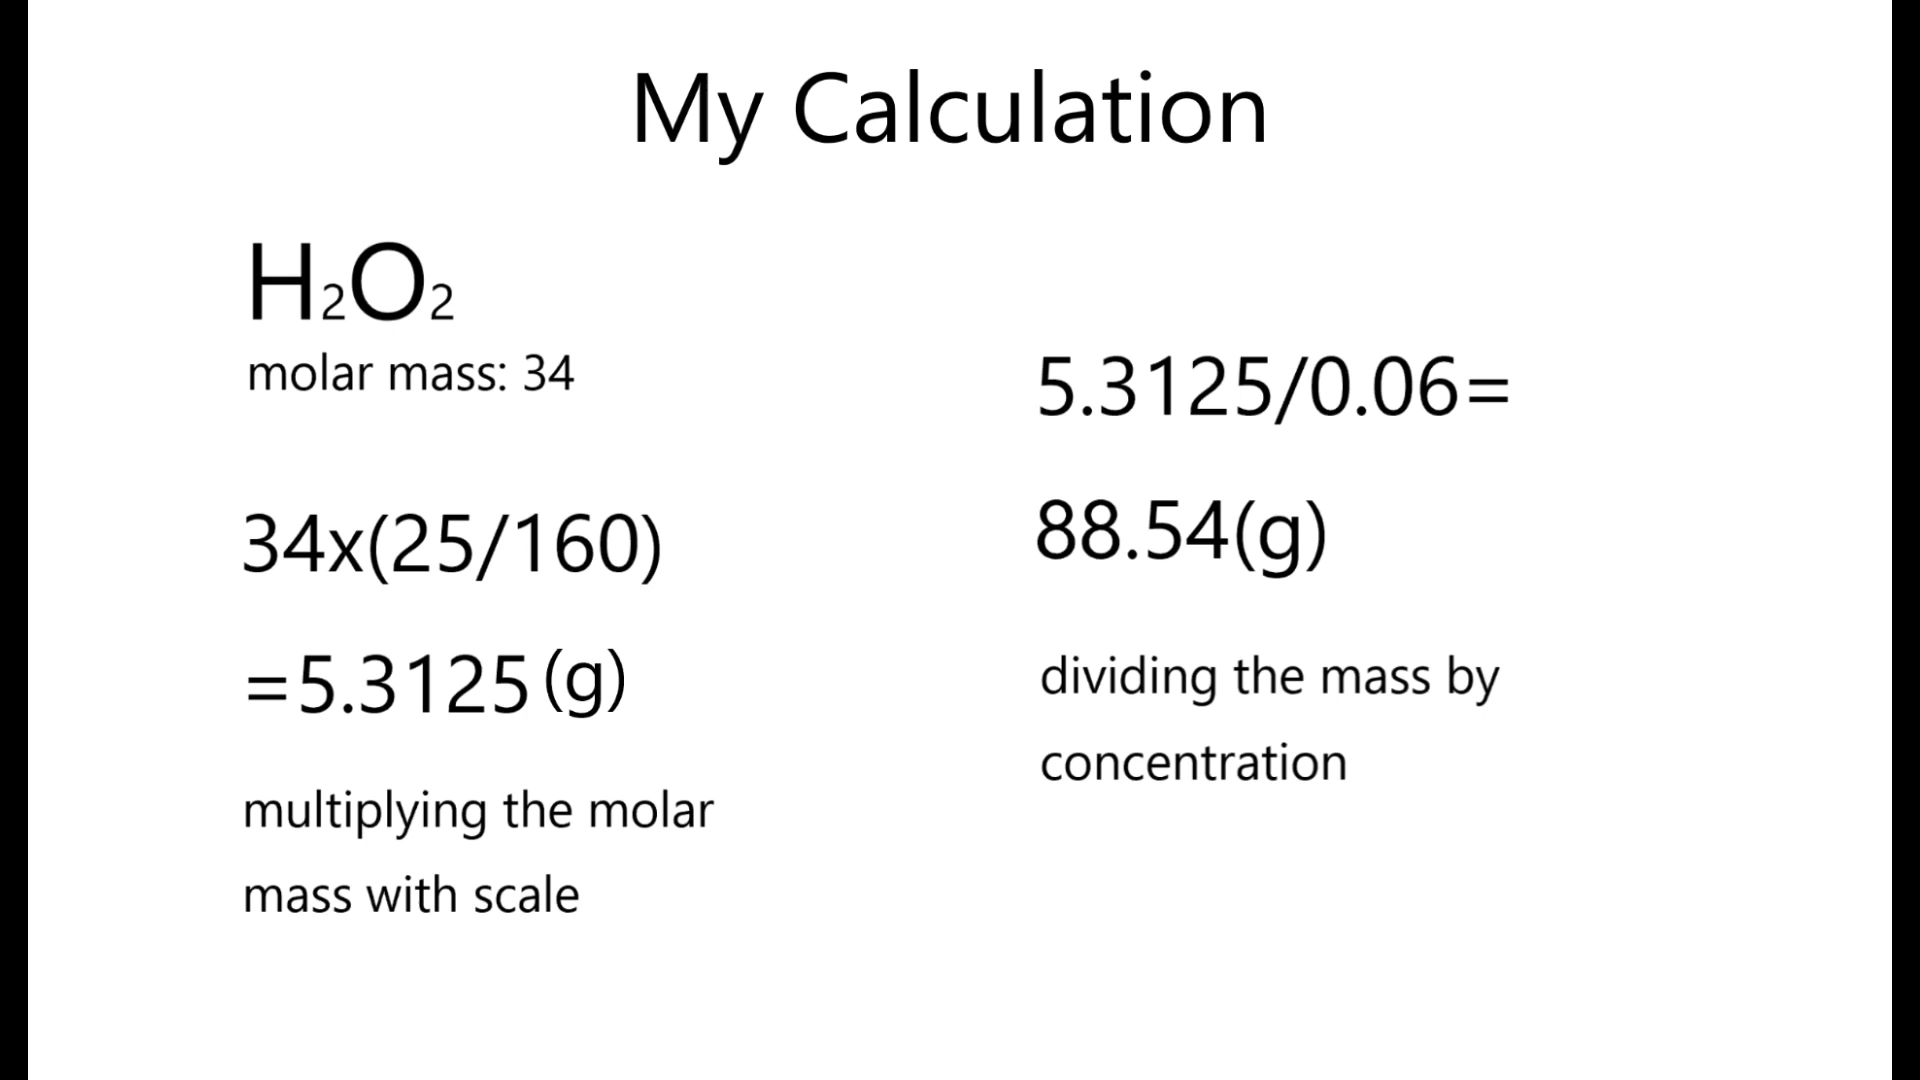 My Calculation
H₂O₂
molar mass: 34
34x(25/160)
=5.3125(g)
multiplying the molar
mass with scale
5.3125/0.06=
88.54(g)
dividing the mass by
concentration